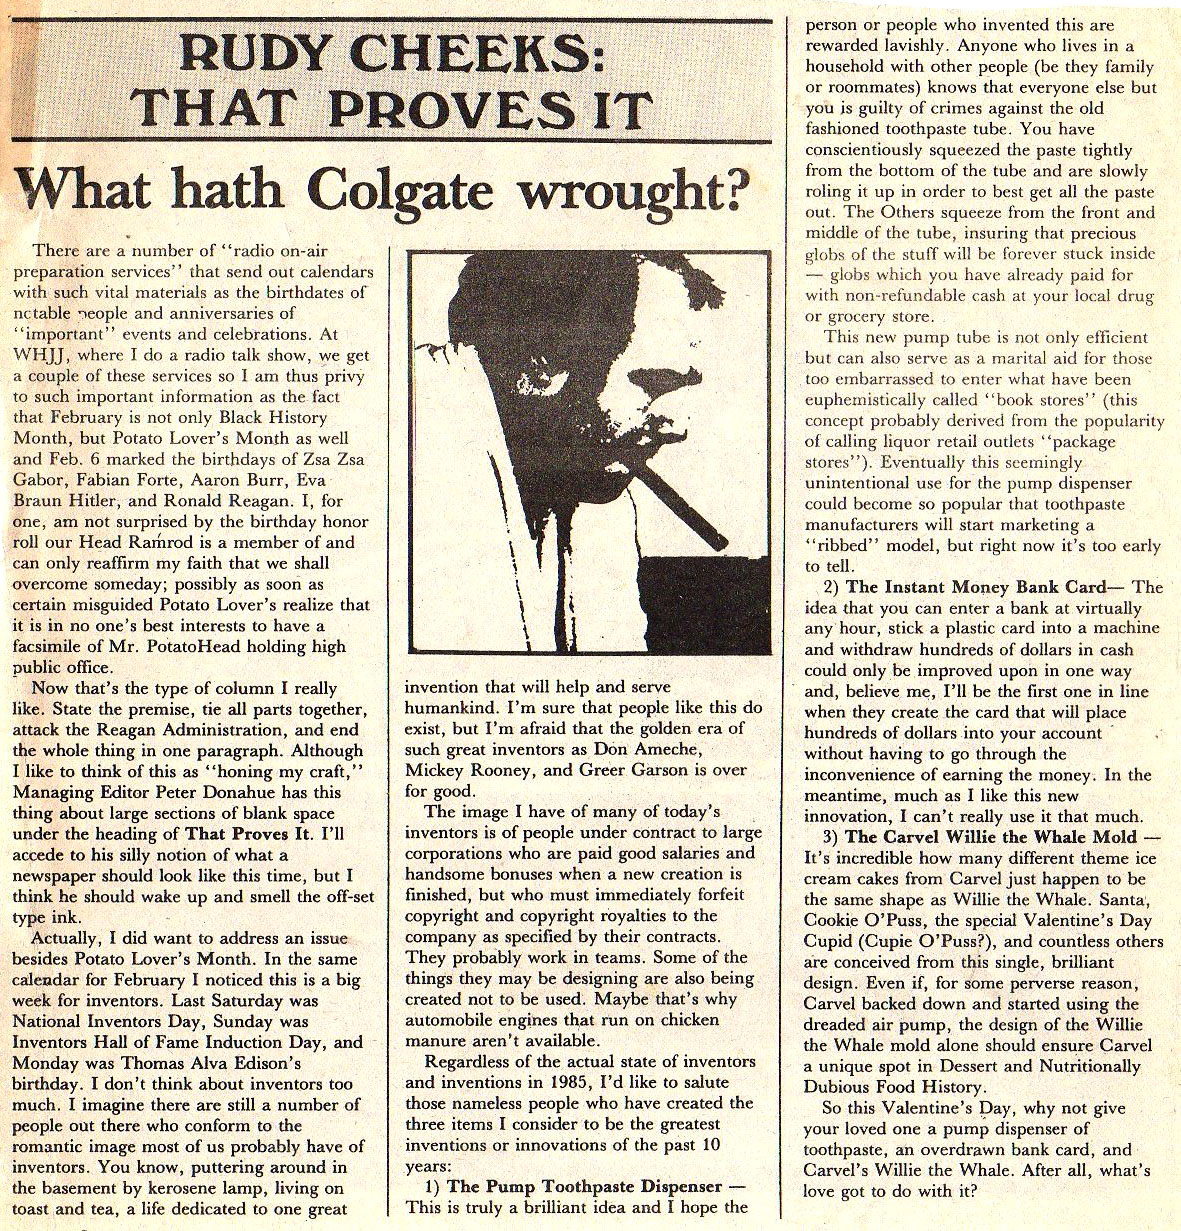 RUDY CHEEKS:
THAT PROVES IT
What hath Colgate wrought?
There are a number of "radio on-air
preparation services" that send out calendars
with such vital materials as the birthdates of
notable people and anniversaries of
"important" events and celebrations. At
WHJJ, where I do a radio talk show, we get
a couple of these services so I am thus privy
to such important information as the fact
that February is not only Black History
Month, but Potato Lover's Month as well
and Feb. 6 marked the birthdays of Zsa Zsa
Gabor, Fabian Forte, Aaron Burr, Eva
Braun Hitler, and Ronald Reagan. I, for
one, am not surprised by the birthday honor
roll our Head Ramrod is a member of and
can only reaffirm my faith that we shall
overcome someday; possibly as soon as
certain misguided Potato Lover's realize that
it is in no one's best interests to have a
facsimile of Mr. PotatoHead holding high
public office.
Now that's the type of column I really
like. State the premise, tie all parts together,
attack the Reagan Administration, and end
the whole thing in one paragraph. Although
I like to think of this as "honing my craft,"
Managing Editor Peter Donahue has this
thing about large sections of blank space
under the heading of That Proves It. I'll
accede to his silly notion of what a
newspaper should look like this time, but I
think he should wake up and smell the off-set
type ink.
Actually, I did want to address an issue
besides Potato Lover's Month. In the same
calendar for February I noticed this is a big
week for inventors. Last Saturday was
National Inventors Day, Sunday was
Inventors Hall of Fame Induction Day, and
Monday was Thomas Alva Edison's
birthday. I don't think about inventors too
much. I imagine there are still a number of
people out there who conform to the
romantic image most of us probably have of
inventors. You know, puttering around in
the basement by kerosene lamp, living on
toast and tea, a life dedicated to one great
invention that will help and serve
humankind. I'm sure that people like this do
exist, but I'm afraid that the golden era of
such great inventors as Don Ameche,
Mickey Rooney, and Greer Garson is over
for good.
The image I have of many of today's
inventors is of people under contract to large
corporations who are paid good salaries and
handsome bonuses when a new creation is
finished, but who must immediately forfeit
copyright and copyright royalties to the
company as specified by their contracts.
They probably work in teams. Some of the
things they may be designing are also being
created not to be used. Maybe that's why
automobile engines that run on chicken
manure aren't available.
Regardless of the actual state of inventors
and inventions in 1985, I'd like to salute
those nameless people who have created the
three items I consider to be the greatest
inventions or innovations of the past 10
years:
1) The Pump Toothpaste Dispenser —
This is truly a brilliant idea and I hope the
person or people who invented this are
rewarded lavishly. Anyone who lives in a
household with other people (be they family
or roommates) knows that everyone else but
you is guilty of crimes against the old
fashioned toothpaste tube. You have
conscientiously squeezed the paste tightly
from the bottom of the tube and are slowly
roling it up in order to best get all the paste
out. The Others squeeze from the front and
middle of the tube, insuring that precious
globs of the stuff will be forever stuck inside
— globs which you have already paid for
with non-refundable cash at your local drug
or grocery store.
This new pump tube is not only efficient
but can also serve as a marital aid for those
too embarrassed to enter what have been
euphemistically called "book stores" (this
concept probably derived from the popularity
of calling liquor retail outlets "package
stores"). Eventually this seemingly
unintentional use for the pump dispenser
could become so popular that toothpaste
manufacturers will start marketing a
"ribbed" model, but right now it's too early
to tell.
2) The Instant Money Bank Card— The
idea that you can enter a bank at virtually
any hour, stick a plastic card into a machine
and withdraw hundreds of dollars in cash
could only be improved upon in one way
and, believe me, I'll be the first one in line
when they create the card that will place
hundreds of dollars into your account
without having to go through the
inconvenience of earning the money. In the
meantime, much as I like this new
innovation, I can't really use it that much.
3) The Carvel Willie the Whale Mold —
It's incredible how many different theme ice
cream cakes from Carvel just happen to be
the same shape as Willie the Whale. Santa,
Cookie O'Puss, the special Valentine's Day
Cupid (Cupie O'Puss?), and countless others
are conceived from this single, brilliant
design. Even if, for some perverse reason,
Carvel backed down and started using the
dreaded air pump, the design of the Willie
the Whale mold alone should ensure Carvel
a unique spot in Dessert and Nutritionally
Dubious Food History.
So this Valentine's Day, why not give
your loved one a pump dispenser of
toothpaste, an overdrawn bank card, and
Carvel's Willie the Whale. After all, what's
love got to do with it?